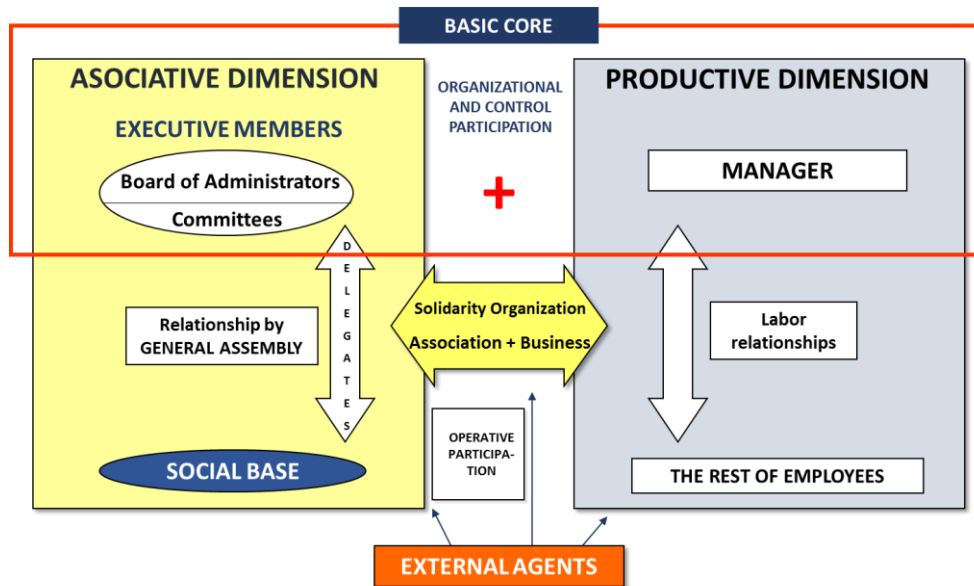 BASIC CORE
ASOCIATIVE DIMENSION
EXECUTIVE MEMBERS
Board of Administrators
Committees
ORGANIZATIONAL
AND CONTROL
PARTICIPATION
+
PRODUCTIVE DIMENSION
MANAGER
DELEGATES
Relationship by
GENERAL ASSEMBLY
Solidarity Organization
Association + Business
Labor
relationships
SOCIAL BASE
OPERATIVE
PARTICIPA-
TION
THE REST OF EMPLOYEES
EXTERNAL AGENTS